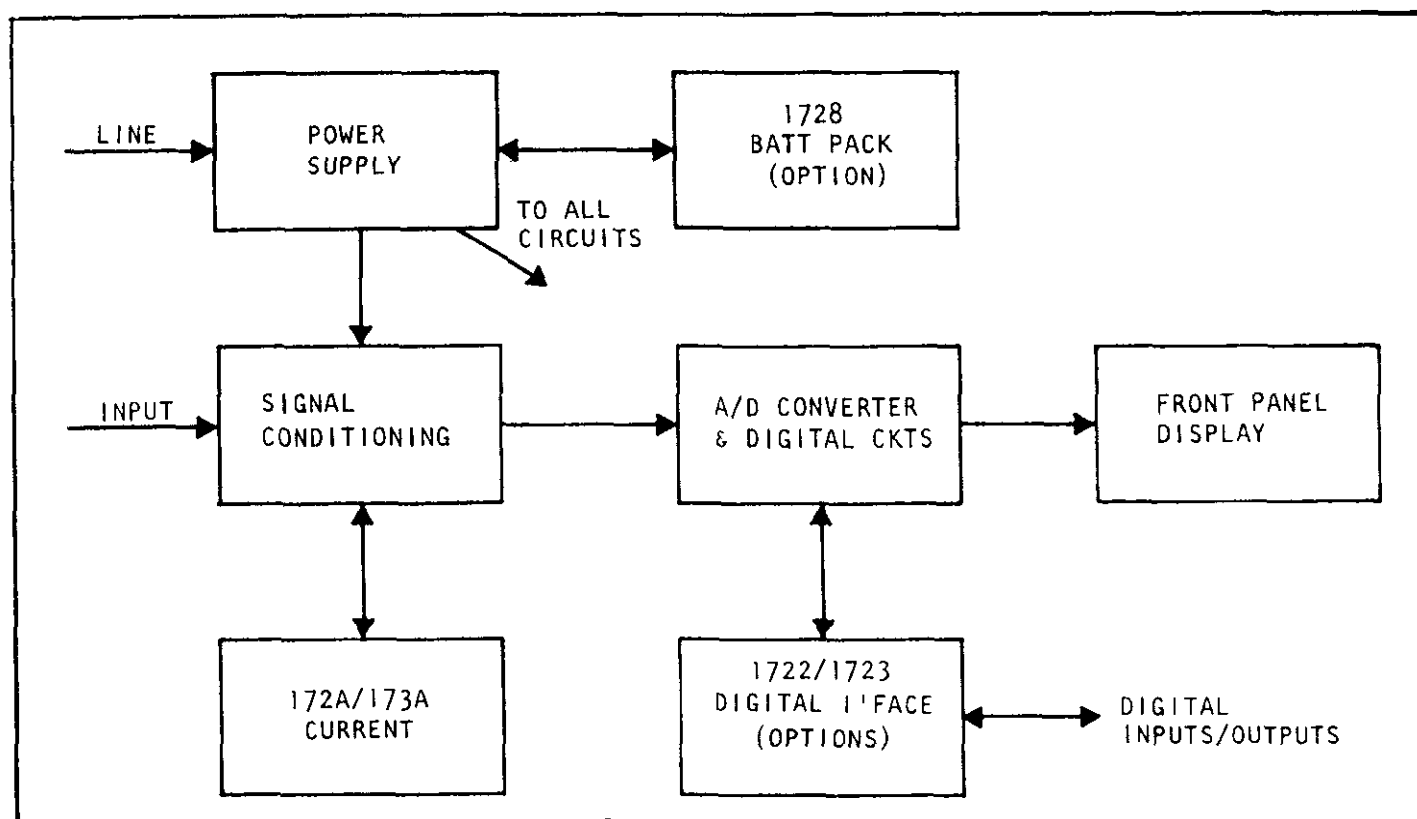 LINE
POWER
SUPPLY
1728
BATT PACK
(OPTION)
TO ALL
CIRCUITS
INPUT
SIGNAL
CONDITIONING
A/D CONVERTER
& DIGITAL CKTS
FRONT PANEL
DISPLAY
172A/173A
CURRENT
1722/1723
DIGITAL I'FACE
(OPTIONS)
DIGITAL
INPUTS/OUTPUTS